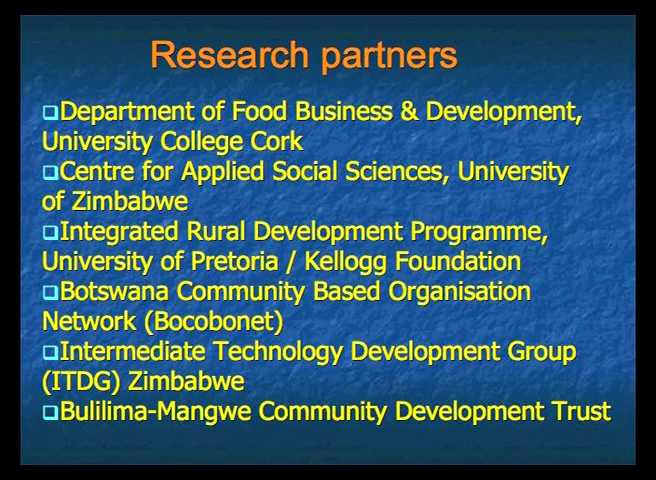 Research partners
❑Department of Food Business & Development,
University College Cork
❑Centre for Applied Social Sciences, University
of Zimbabwe
❑Integrated Rural Development Programme,
University of Pretoria / Kellogg Foundation
❑Botswana Community Based Organisation
Network (Bocobonet)
❑Intermediate Technology Development Group
(ITDG) Zimbabwe
❑Bulilima-Mangwe Community Development Trust